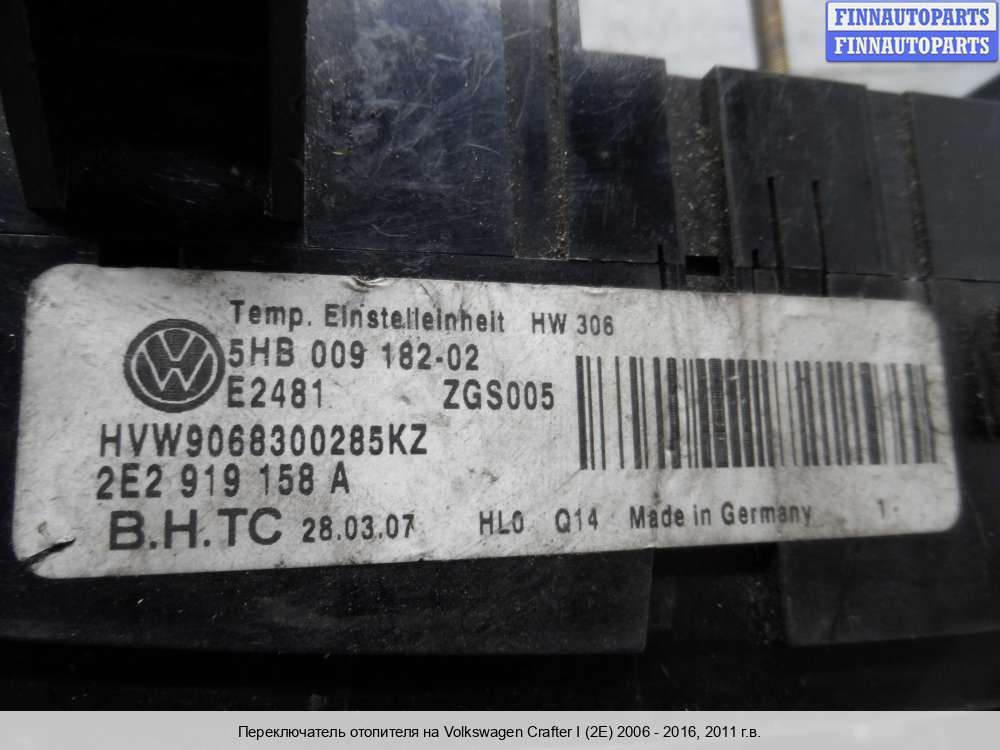 FINNAUTOPARTS
FINNAUTOPARTS
Temp. Einstelleinheit HW 306
5HB 009 182-02
E2481 ZGS005
HVW9068300285KZ
2E2 919 158 A
B.H.TC 28.03.07 HL0 Q14 Made in Germany 1-
Переключатель отопителя на Volkswagen Crafter I (2E) 2006 - 2016, 2011 г.в.